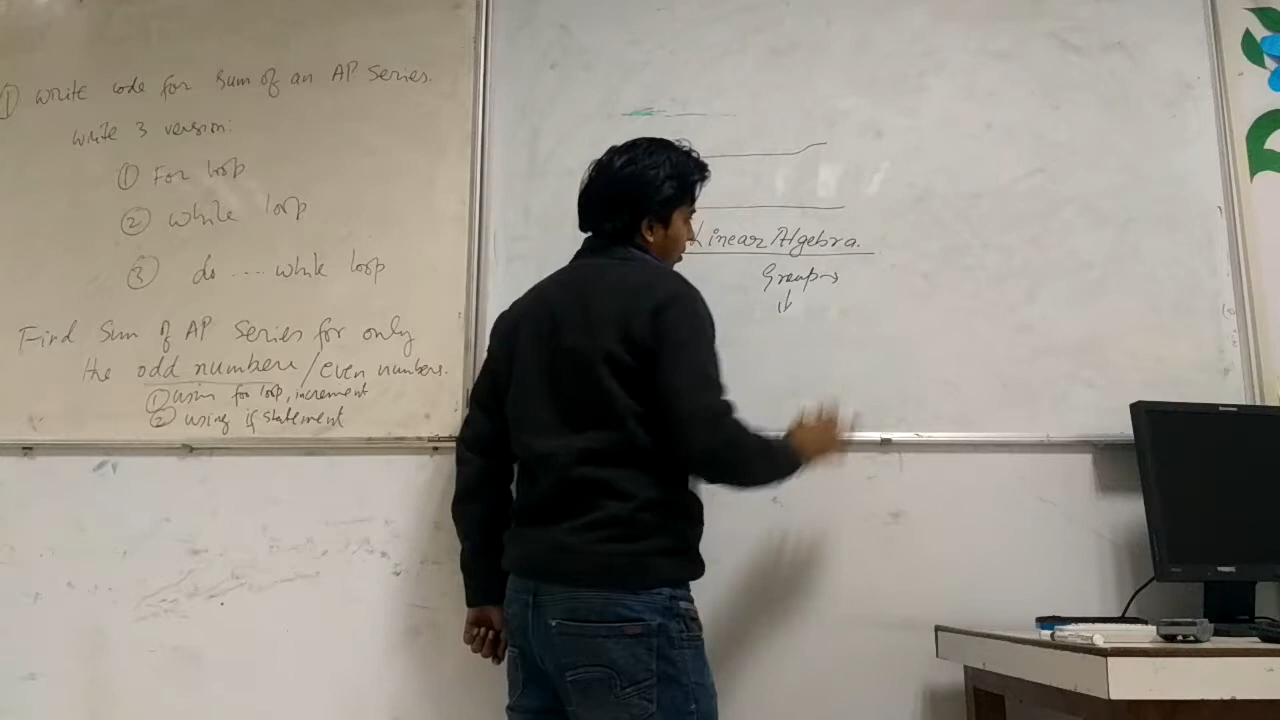 ① Write code for sum of an AP series.
Write 3 version:
① For loop
② While loop
③ do .... while loop
Find Sum of AP Series for only
the odd numbers/even numbers.
① using for loop, increment
② using if statement
Linear Algebra.
Group→
↓